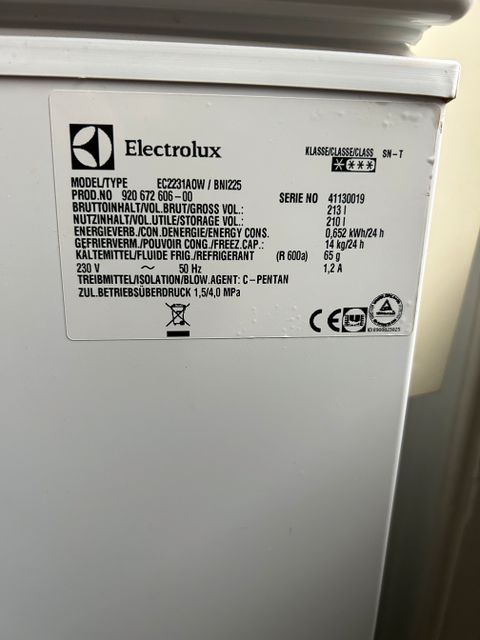 Electrolux
KLASSE/CLASSE/CLASS SN-T
****
MODEL/TYPE EC2231AOW / BNI225
PROD.NO 920 672 606-00 SERIE NO 41130019
BRUTTOINHALT/VOL.BRUT/GROSS VOL.: 213 l
NUTZINHALT/VOL.UTILE/STORAGE VOL.: 210 l
ENERGIEVERB./CON.DENERGIE/ENERGY CONS. 0,652 kWh/24 h
GEFRIERVERM./POUVOIR CONG./FREEZ.CAP.: 14 kg/24 h
KÄLTEMITTEL/FLUIDE FRIG./REFRIGERANT (R 600a) 65 g
230 V ~ 50 Hz 1,2 A
TREIBMITTEL/ISOLATION/BLOW.AGENT: C-PENTAN
ZUL.BETRIEBSÜBERDRUCK 1,5/4,0 MPa
CE